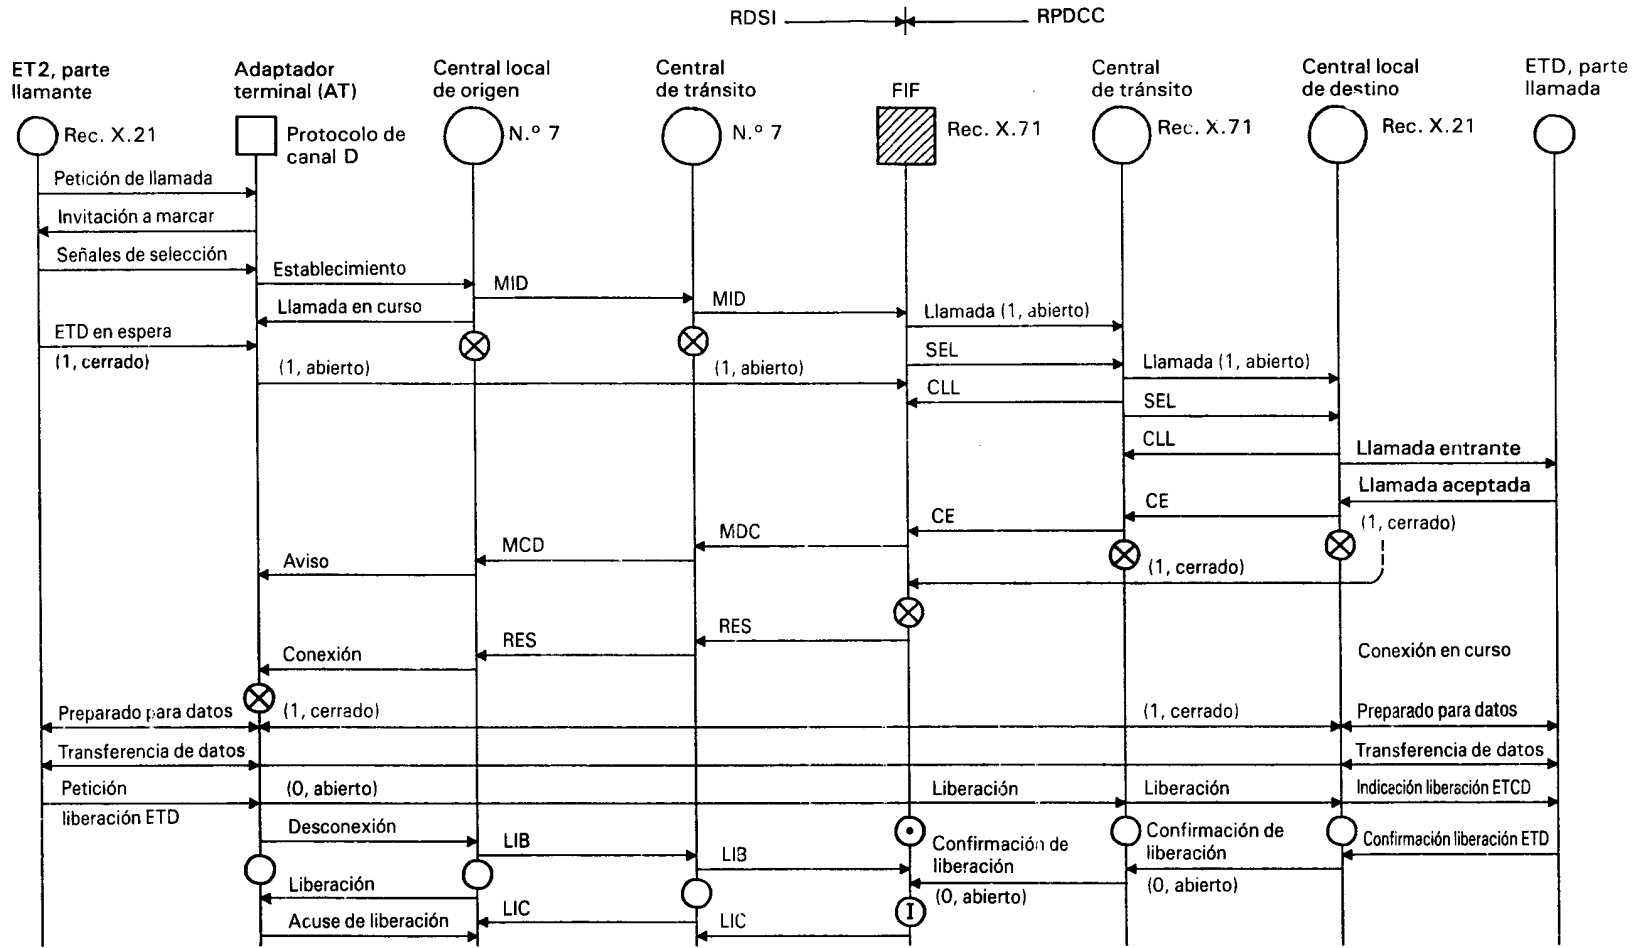 RDSI
RPDCC
ET2, parte
llamante
Adaptador
terminal (AT)
Central local
de origen
Central
de tránsito
FIF
Central
de tránsito
Central local
de destino
ETD, parte
llamada
Rec. X.21
Protocolo de
canal D
N.º 7
N.º 7
Rec. X.71
Rec. X.71
Rec. X.21
Petición de llamada
Invitación a marcar
Señales de selección
Establecimiento
MID
MID
Llamada en curso
Llamada (1, abierto)
ETD en espera
(1, cerrado)
SEL
Llamada (1, abierto)
(1, abierto)
(1, abierto)
CLL
SEL
CLL
Llamada entrante
Llamada aceptada
CE
CE
(1, cerrado)
MDC
MCD
Aviso
(1, cerrado)
RES
RES
Conexión
Conexión en curso
Preparado para datos
(1, cerrado)
(1, cerrado)
Preparado para datos
Transferencia de datos
Transferencia de datos
Petición
liberación ETD
(0, abierto)
Liberación
Liberación
Indicación liberación ETCD
Desconexión
LIB
LIB
Confirmación de
liberación
(0, abierto)
Confirmación de
liberación
(0, abierto)
Confirmación liberación ETD
Liberación
I
LIC
LIC
Acuse de liberación